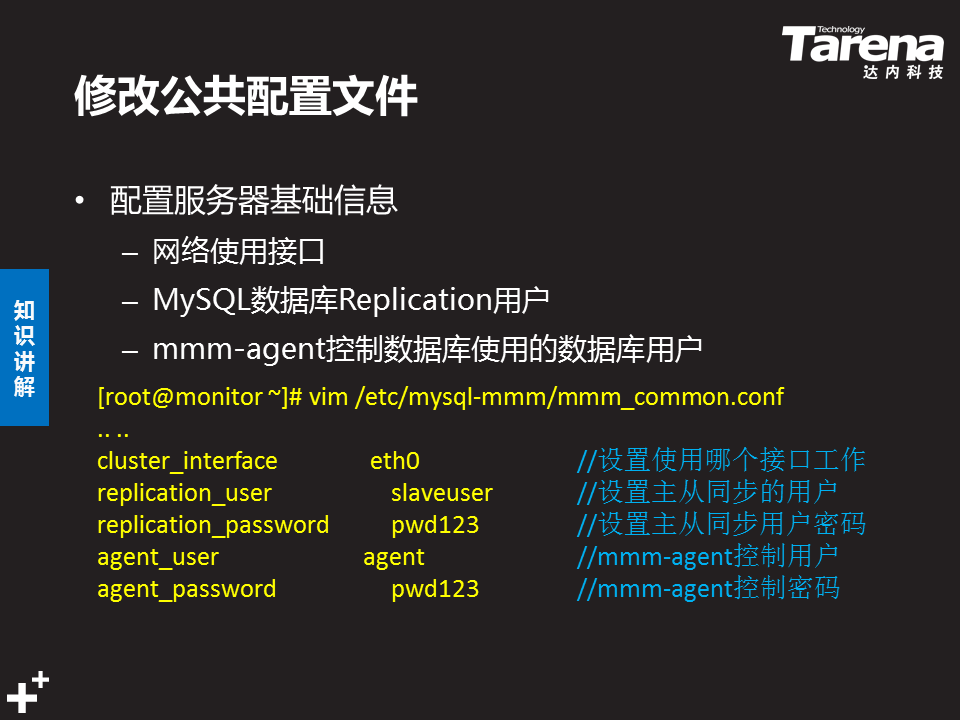 Technology
Tarena
达内科技
修改公共配置文件
• 配置服务器基础信息
– 网络使用接口
– MySQL数据库Replication用户
– mmm-agent控制数据库使用的数据库用户
知识讲解
[root@monitor ~]# vim /etc/mysql-mmm/mmm_common.conf
.. ..
cluster_interface eth0 //设置使用哪个接口工作
replication_user slaveuser //设置主从同步的用户
replication_password pwd123 //设置主从同步用户密码
agent_user agent //mmm-agent控制用户
agent_password pwd123 //mmm-agent控制密码